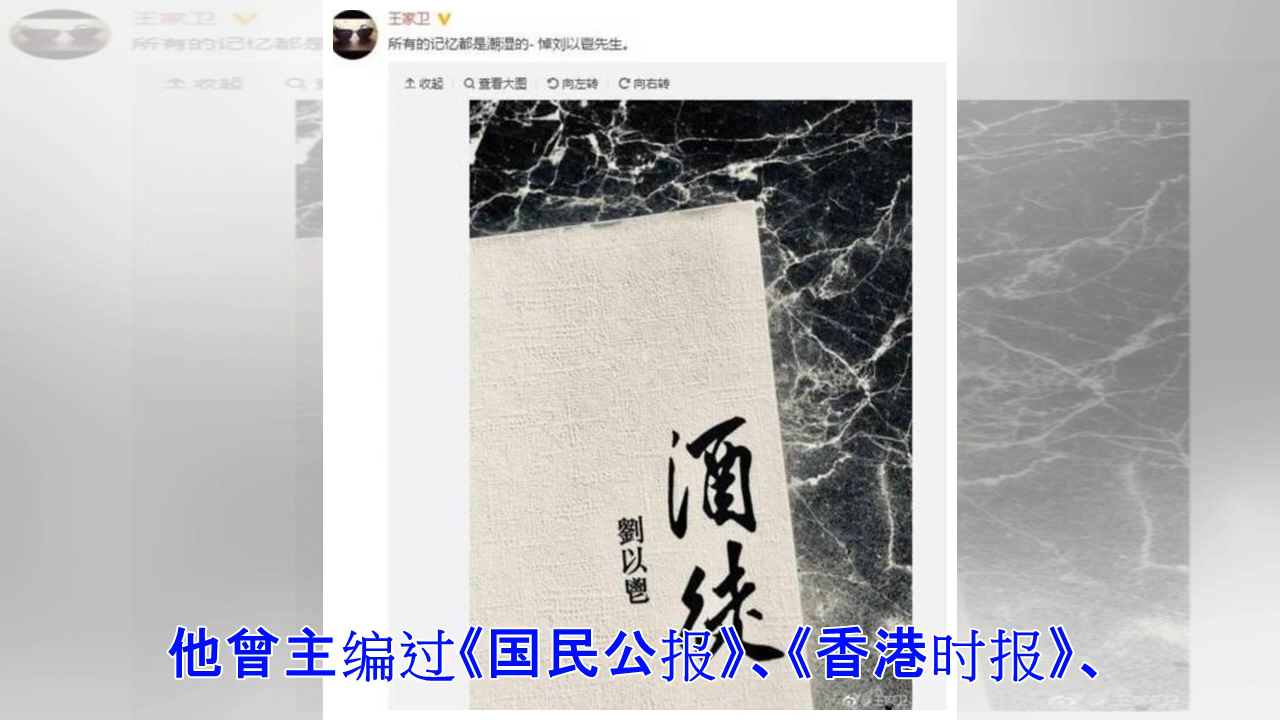 王家卫
所有的记忆都是潮湿的- 悼刘以鬯先生。
收起 查看大图 向左转 向右转
酒徒
劉以鬯
他曾主编过《国民公报》、《香港时报》、